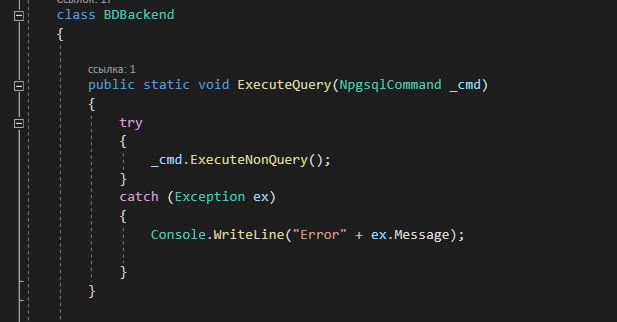 Ссылок: 17
class BDBackend
{
ссылка: 1
public static void ExecuteQuery(NpgsqlCommand _cmd)
{
try
{
_cmd.ExecuteNonQuery();
}
catch (Exception ex)
{
Console.WriteLine("Error" + ex.Message);
}
}